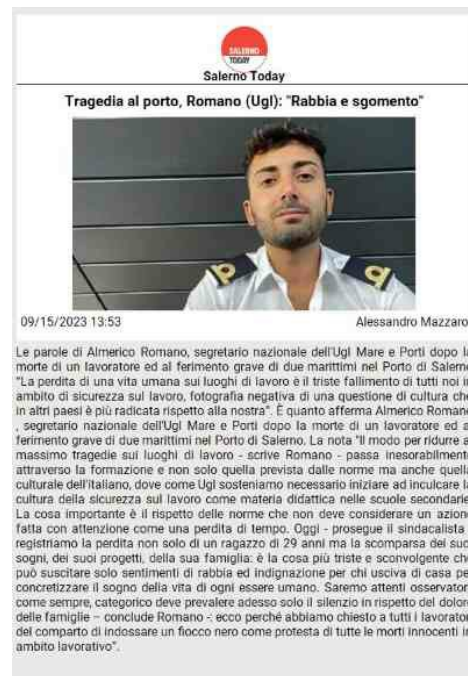 SALERNO
TODAY
Salerno Today
Tragedia al porto, Romano (Ugl): "Rabbia e sgomento"
09/15/2023 13:53
Alessandro Mazzaro
Le parole di Almerico Romano, segretario nazionale dell'Ugl Mare e Porti dopo la
morte di un lavoratore ed al ferimento grave di due marittimi nel Porto di Salerno
"La perdita di una vita umana sui luoghi di lavoro è il triste fallimento di tutti noi in
ambito di sicurezza sul lavoro, fotografia negativa di una questione di cultura che
in altri paesi è più radicata rispetto alla nostra". È quanto afferma Almerico Romano
, segretario nazionale dell'Ugl Mare e Porti dopo la morte di un lavoratore ed al
ferimento grave di due marittimi nel Porto di Salerno. La nota "Il modo per ridurre al
massimo tragedie sui luoghi di lavoro - scrive Romano - passa inesorabilmente
attraverso la formazione e non solo quella prevista dalle norme ma anche quella
culturale dell'italiano, dove come Ugl sosteniamo necessario iniziare ad inculcare la
cultura della sicurezza sul lavoro come materia didattica nelle scuole secondarie
La cosa importante è il rispetto delle norme che non deve considerare un azione
fatta con attenzione come una perdita di tempo. Oggi - prosegue il sindacalista -
registriamo la perdita non solo di un ragazzo di 29 anni ma la scomparsa dei suoi
sogni, dei suoi progetti, della sua famiglia: è la cosa più triste e sconvolgente che
può suscitare solo sentimenti di rabbia ed indignazione per chi usciva di casa per
concretizzare il sogno della vita di ogni essere umano. Saremo attenti osservatori
come sempre, categorico deve prevalere adesso solo il silenzio in rispetto del dolore
delle famiglie – conclude Romano -: ecco perché abbiamo chiesto a tutti i lavoratori
del comparto di indossare un fiocco nero come protesta di tutte le morti innocenti in
ambito lavorativo".